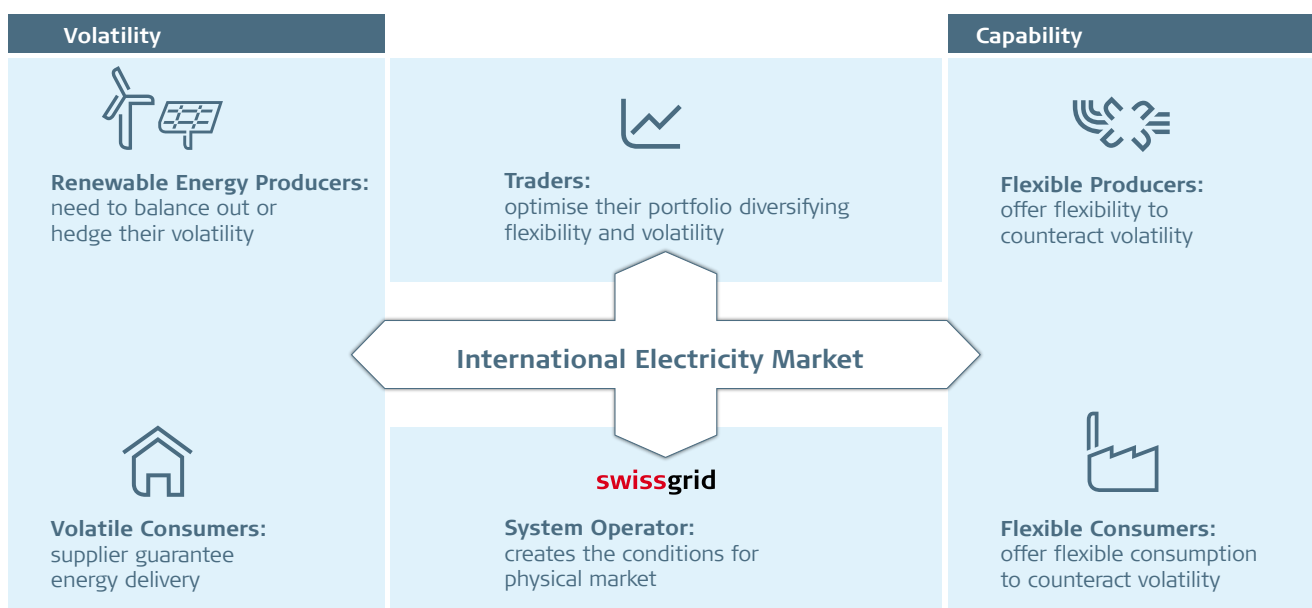 Volatility
Capability
Renewable Energy Producers:
need to balance out or
hedge their volatility
Traders:
optimise their portfolio diversifying
flexibility and volatility
Flexible Producers:
offer flexibility to
counteract volatility
International Electricity Market
Volatile Consumers:
supplier guarantee
energy delivery
swissgrid
System Operator:
creates the conditions for
physical market
Flexible Consumers:
offer flexible consumption
to counteract volatility